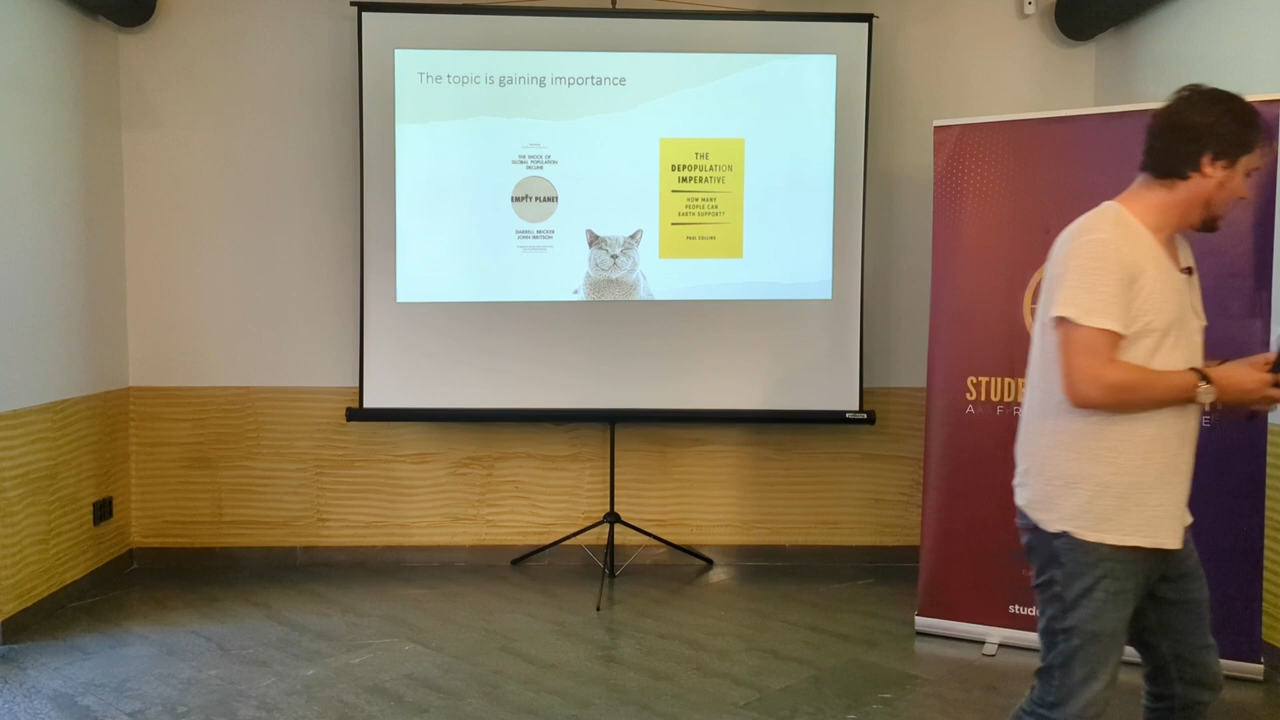 The topic is gaining importance
THE SHOCK OF
GLOBAL POPULATION
DECLINE
EMPTY PLANET
DARRELL BRICKER
JOHN IBBITSON
THE
DEPOPULATION
IMPERATIVE
HOW MANY
PEOPLE CAN
EARTH SUPPORT?
PAUL COLLINS
STUDE
A FR
E
stud